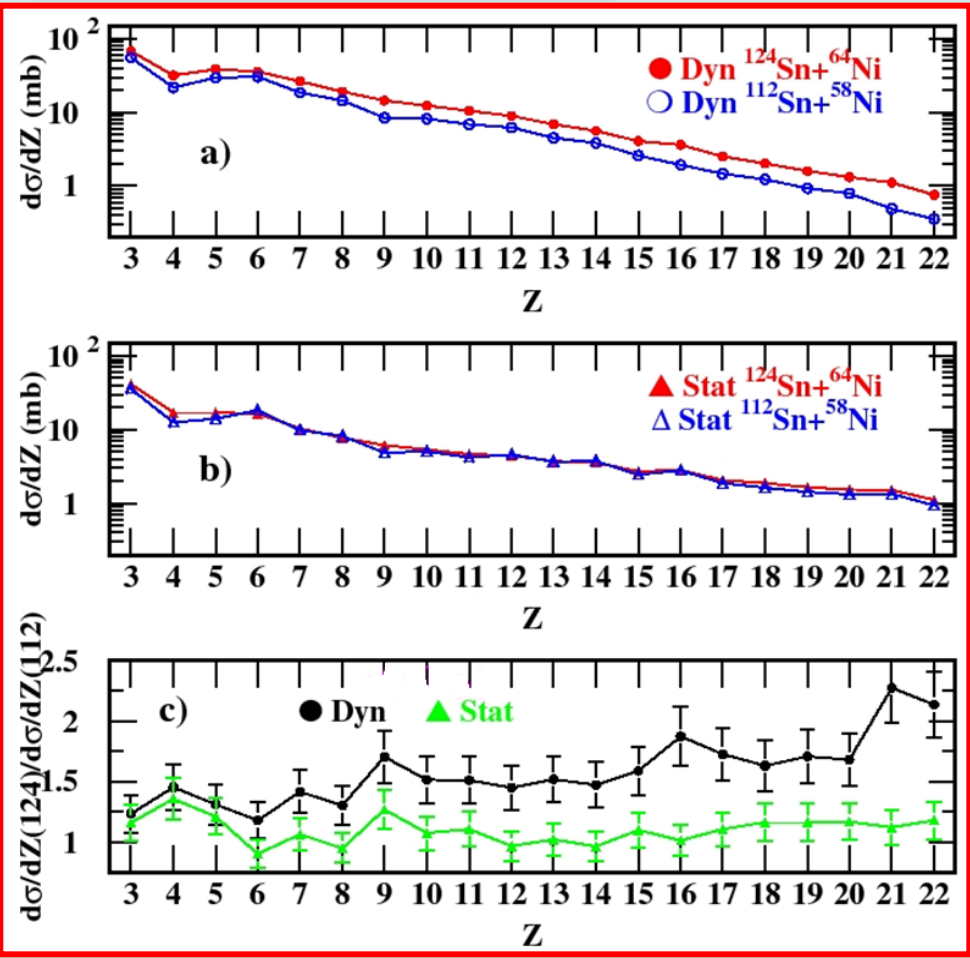 dσ/dZ (mb)
10 2
10
1
Dyn 124Sn+64Ni
Dyn 112Sn+58Ni
a)
3 4 5 6 7 8 9 10 11 12 13 14 15 16 17 18 19 20 21 22
Z
dσ/dZ (mb)
10 2
10
1
Stat 124Sn+64Ni
Stat 112Sn+58Ni
b)
3 4 5 6 7 8 9 10 11 12 13 14 15 16 17 18 19 20 21 22
Z
dσ/dZ(124)/dσ/dZ(112)
2.5
2
1.5
1
c) Dyn Stat
3 4 5 6 7 8 9 10 11 12 13 14 15 16 17 18 19 20 21 22
Z